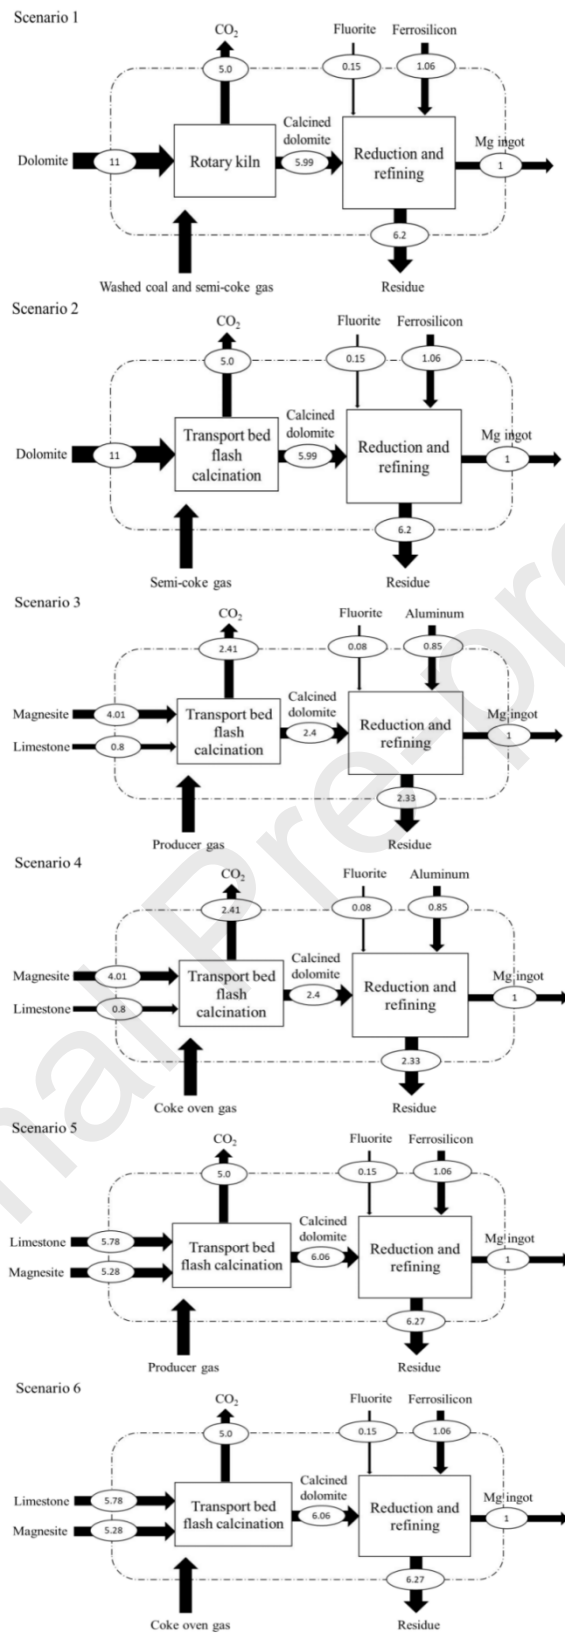 Scenario 1
CO2
Fluorite
Ferrosilicon
5.0
0.15
1.06
Calcined
dolomite
Mg ingot
Dolomite
11
Rotary kiln
5.99
Reduction and
refining
1
6.2
Washed coal and semi-coke gas
Residue
Scenario 2
CO2
Fluorite
Ferrosilicon
5.0
0.15
1.06
Calcined
dolomite
Mg ingot
Dolomite
11
Transport bed
flash
calcination
5.99
Reduction and
refining
1
6.2
Semi-coke gas
Residue
Scenario 3
CO2
Fluorite
Aluminum
2.41
0.08
0.85
Calcined
dolomite
Mg ingot
Magnesite
4.01
Limestone
0.8
Transport bed
flash
calcination
2.4
Reduction and
refining
1
2.33
Producer gas
Residue
Scenario 4
CO2
Fluorite
Aluminum
2.41
0.08
0.85
Calcined
dolomite
Mg ingot
Magnesite
4.01
Limestone
0.8
Transport bed
flash
calcination
2.4
Reduction and
refining
1
2.33
Coke oven gas
Residue
Scenario 5
CO2
Fluorite
Ferrosilicon
5.0
0.15
1.06
Calcined
dolomite
Mg ingot
Limestone
5.78
Magnesite
5.28
Transport bed
flash calcination
6.06
Reduction and
refining
1
6.27
Producer gas
Residue
Scenario 6
CO2
Fluorite
Ferrosilicon
5.0
0.15
1.06
Calcined
dolomite
Mg ingot
Limestone
5.78
Magnesite
5.28
Transport bed
flash calcination
6.06
Reduction and
refining
1
6.27
Coke oven gas
Residue
nal Pre-pr